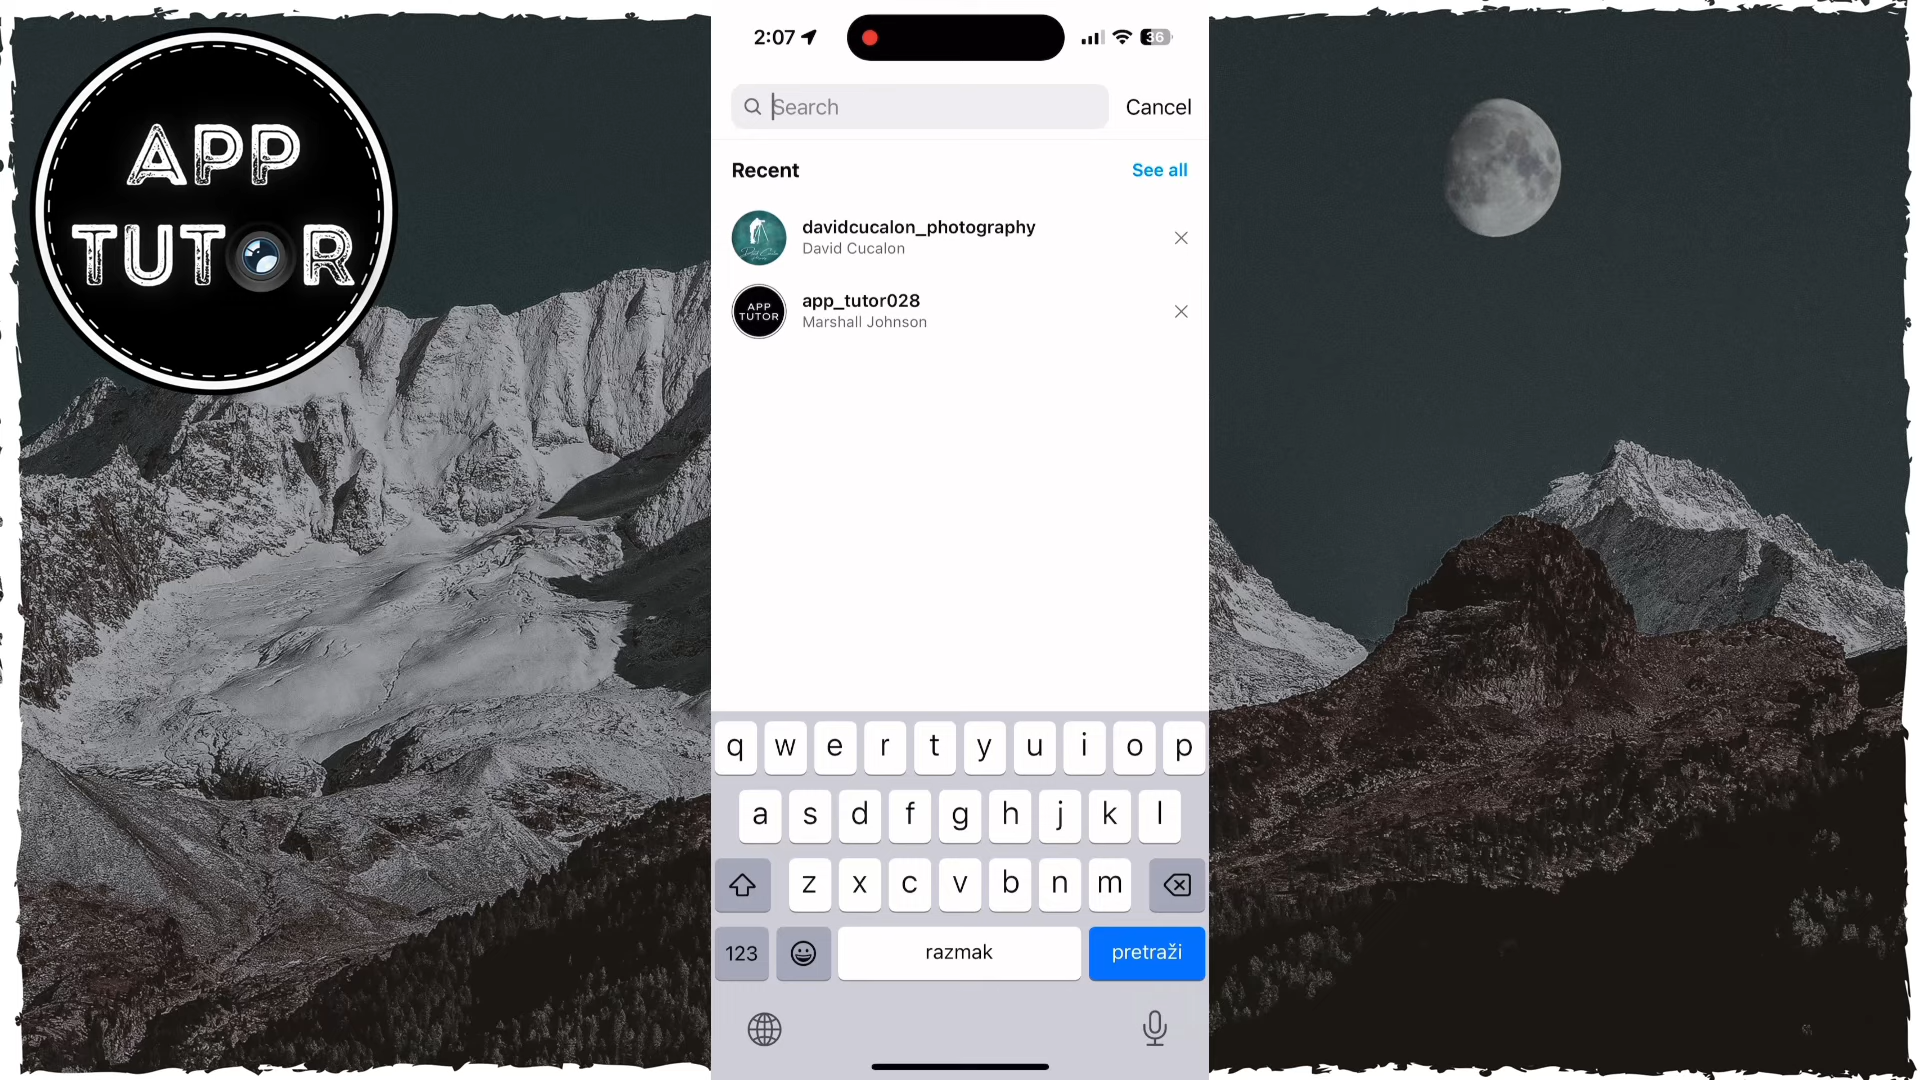 APP
TUTOR
2:07
36
Search
Cancel
Recent
See all
davidcucalon_photography
David Cucalon
APP
TUTOR
app_tutor028
Marshall Johnson
q w e r t y u i o p
a s d f g h j k l
z x c v b n m
123
razmak
pretraži